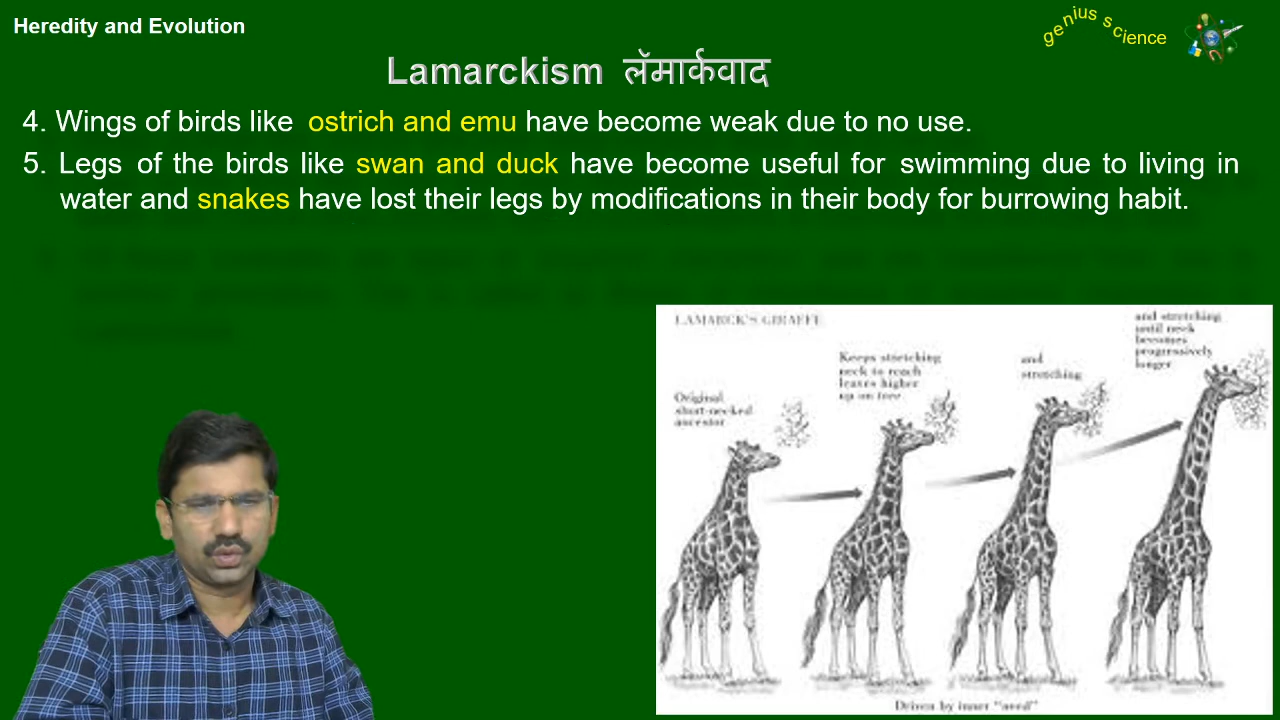 Heredity and Evolution
genius science
Lamarckism लॅमार्कवाद
4. Wings of birds like ostrich and emu have become weak due to no use.
5. Legs of the birds like swan and duck have become useful for swimming due to living in
water and snakes have lost their legs by modifications in their body for burrowing habit.
LAMARCK'S GIRAFFE
Original
short-necked
ancestor
Keeps stretching
neck to reach
leaves higher
up on tree
and
stretching
and stretching
until neck
becomes
progressively
longer
Driven by inner "need"